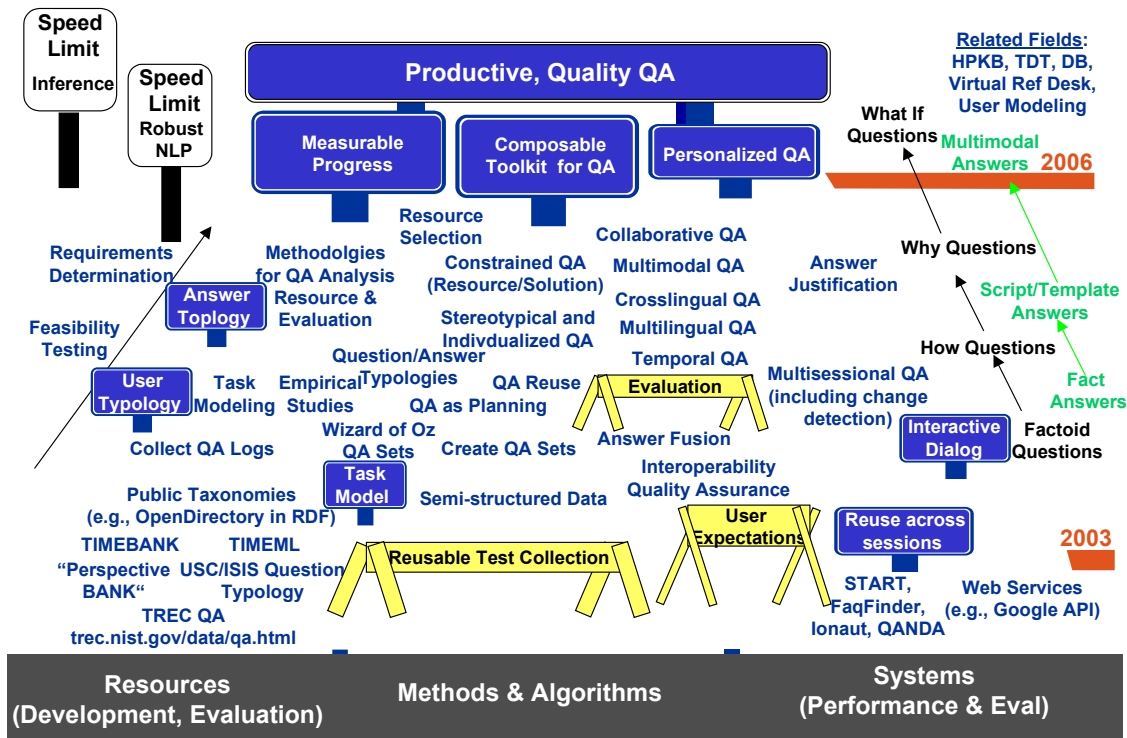 Speed
Limit
Inference
Speed
Limit
Robust
NLP
Productive, Quality QA
Measurable
Progress
Composable
Toolkit for QA
Personalized QA
Related Fields:
HPKB, TDT, DB,
Virtual Ref Desk,
User Modeling
What If
Questions
Multimodal
Answers
2006
Resource
Selection
Requirements
Determination
Methodolgies
for QA Analysis
Resource &
Evaluation
Constrained QA
(Resource/Solution)
Stereotypical and
Indivdualized QA
Collaborative QA
Multimodal QA
Crosslingual QA
Multilingual QA
Temporal QA
Answer
Justification
Why Questions
Script/Template
Answers
How Questions
Fact
Answers
Factoid
Questions
Answer
Toplogy
Feasibility
Testing
User
Typology
Task
Modeling
Empirical
Studies
Question/Answer
Typologies
QA Reuse
QA as Planning
Evaluation
Multisessional QA
(including change
detection)
Interactive
Dialog
Collect QA Logs
Wizard of Oz
QA Sets
Create QA Sets
Answer Fusion
Interoperability
Quality Assurance
Task
Model
Semi-structured Data
Public Taxonomies
(e.g., OpenDirectory in RDF)
User
Expectations
Reuse across
sessions
2003
TIMEBANK
TIMEML
Reusable Test Collection
“Perspective
BANK“
USC/ISIS Question
Typology
TREC QA
trec.nist.gov/data/qa.html
START,
FaqFinder,
Ionaut, QANDA
Web Services
(e.g., Google API)
Resources
(Development, Evaluation)
Methods & Algorithms
Systems
(Performance & Eval)